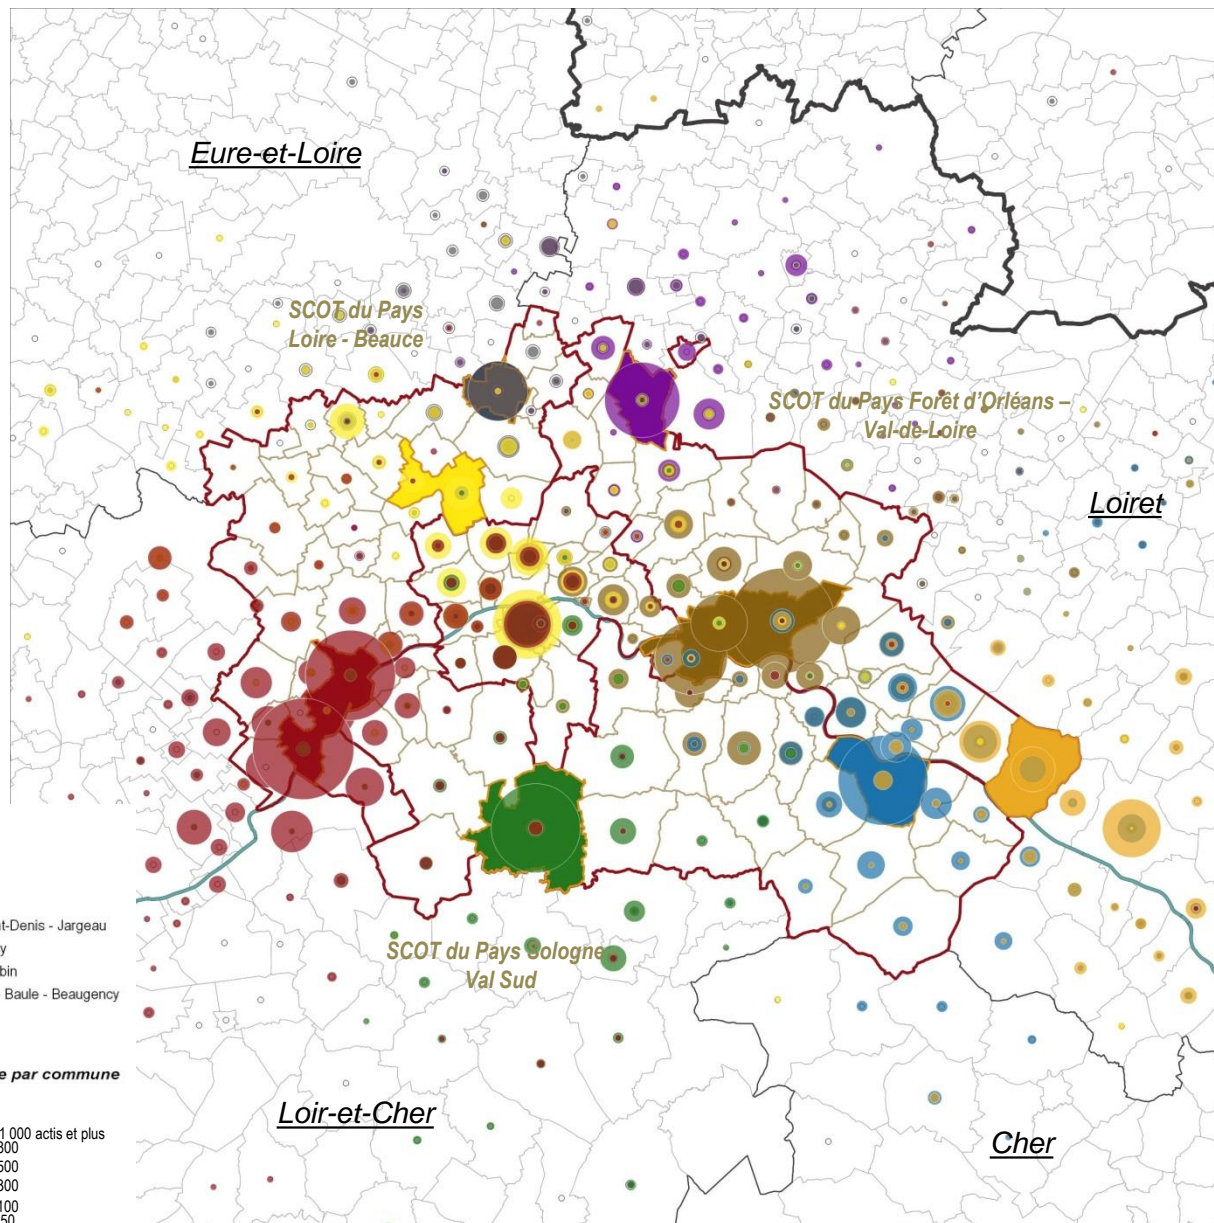 Eure-et-Loire
SCOT du Pays
Loire - Beauce
SCOT du Pays Forêt d'Orléans –
Val-de-Loire
Loiret
nt-Denis - Jargeau
y
bin
Baule - Beaugency
SCOT du Pays Sologne
Val Sud
e par commune
Loir-et-Cher
Cher
1 000 actis et plus
800
500
300
100
50